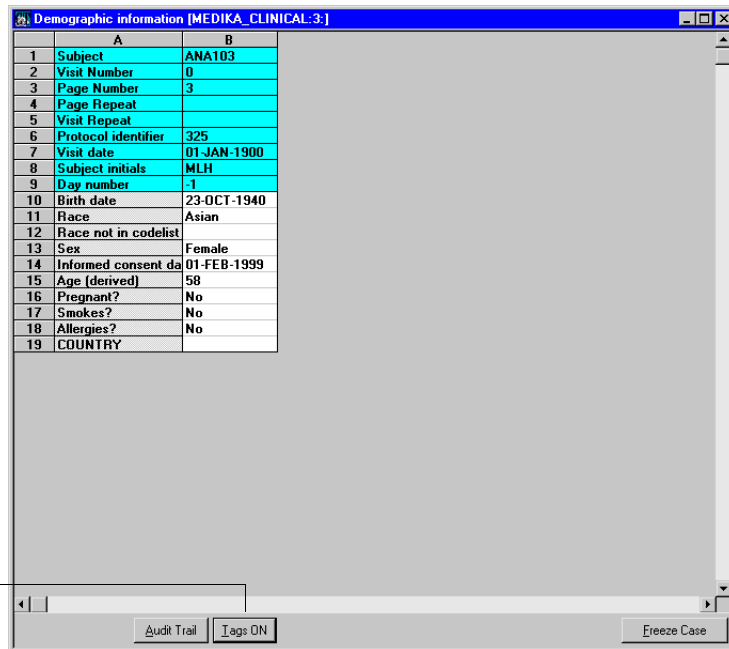 Demographic information [MEDIKA_CLINICAL:3:]
A B
1 Subject ANA103
2 Visit Number 0
3 Page Number 3
4 Page Repeat
5 Visit Repeat
6 Protocol identifier 325
7 Visit date 01-JAN-1900
8 Subject initials MLH
9 Day number -1
10 Birth date 23-OCT-1940
11 Race Asian
12 Race not in codelist
13 Sex Female
14 Informed consent da 01-FEB-1999
15 Age (derived) 58
16 Pregnant? No
17 Smokes? No
18 Allergies? No
19 COUNTRY
Audit Trail Tags ON Freeze Case